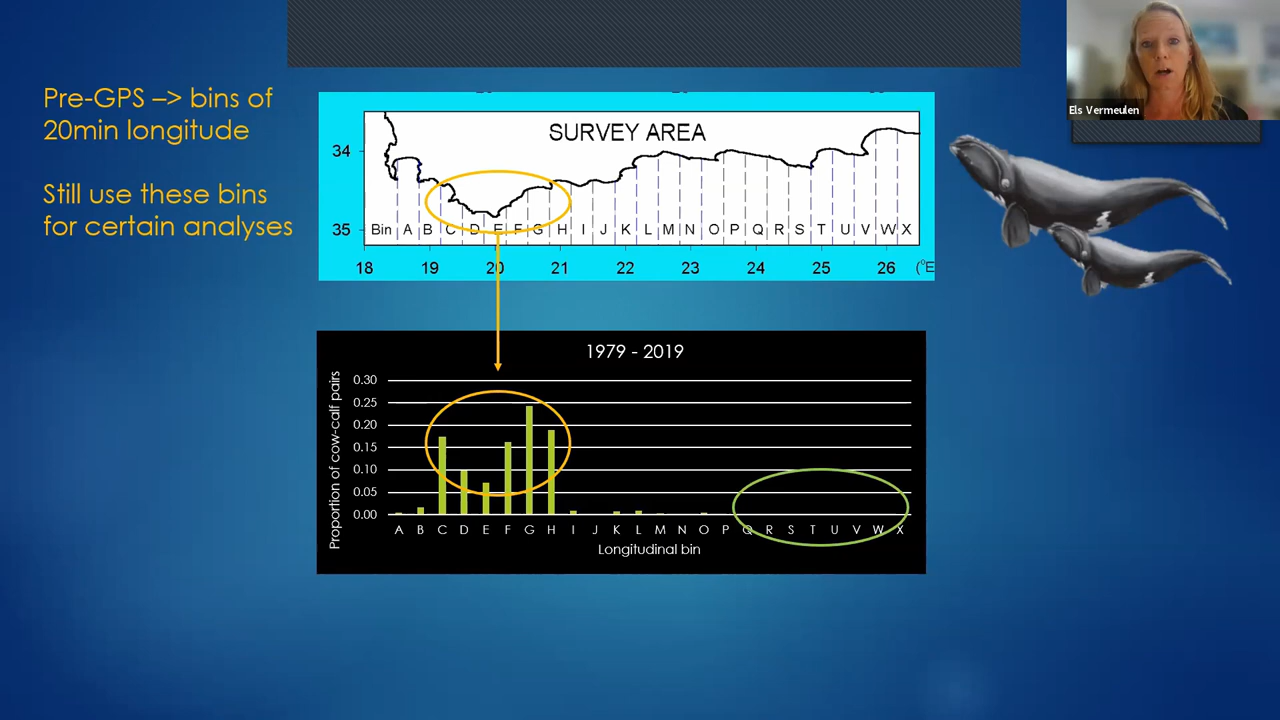 Pre-GPS –> bins of
20min longitude
Still use these bins
for certain analyses
SURVEY AREA
34
35
Bin A B C D E F G H I J K L M N O P Q R S T U V W X
18 19 20 21 22 23 24 25 26 (°E
Els Vermeulen
1979 - 2019
Proportion of cow-calf pairs
0.30
0.25
0.20
0.15
0.10
0.05
0.00
A B C D E F G H I J K L M N O P Q R S T U V W X
Longitudinal bin